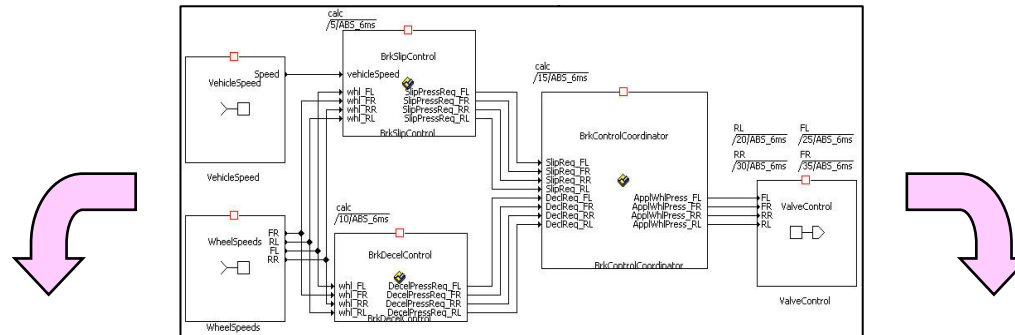 calc
/5/ABS_6ms
BrkSlipControl
Speed
vehicleSpeed
VehicleSpeed
whl_FL
whl_FR
whl_RR
whl_RL
SlipPressReq_FL
SlipPressReq_FR
SlipPressReq_RR
SlipPressReq_RL
BrkSlipControl
VehicleSpeed
calc
/15/ABS_6ms
BrkControlCoordinator
SlipReq_FL
SlipReq_FR
SlipReq_RR
SlipReq_RL
DeclReq_FL
DeclReq_FR
DeclReq_RR
DeclReq_RL
ApplWhlPress_FL
ApplWhlPress_FR
ApplWhlPress_RR
ApplWhlPress_RL
BrkControlCoordinator
RL
/20/ABS_6ms
FL
/25/ABS_6ms
RR
/30/ABS_6ms
FR
/35/ABS_6ms
FL
FR
RR
RL
ValveControl
ValveControl
calc
/10/ABS_6ms
WheelSpeeds
FR
RL
FL
RR
WheelSpeeds
BrkDecelControl
whl_FL
whl_FR
whl_RR
whl_RL
DecelPressReq_FL
DecelPressReq_FR
DecelPressReq_RR
DecelPressReq_RL
BrkDecelControl